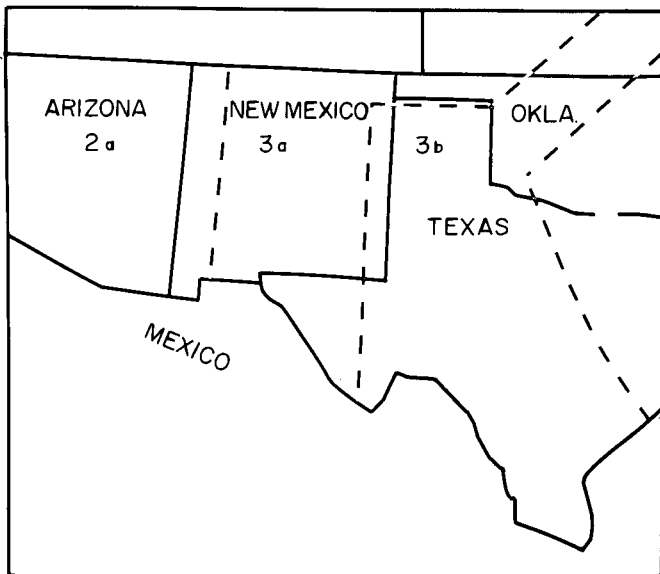 ARIZONA
2a
NEW MEXICO
3a
3b
OKLA.
TEXAS
MEXICO